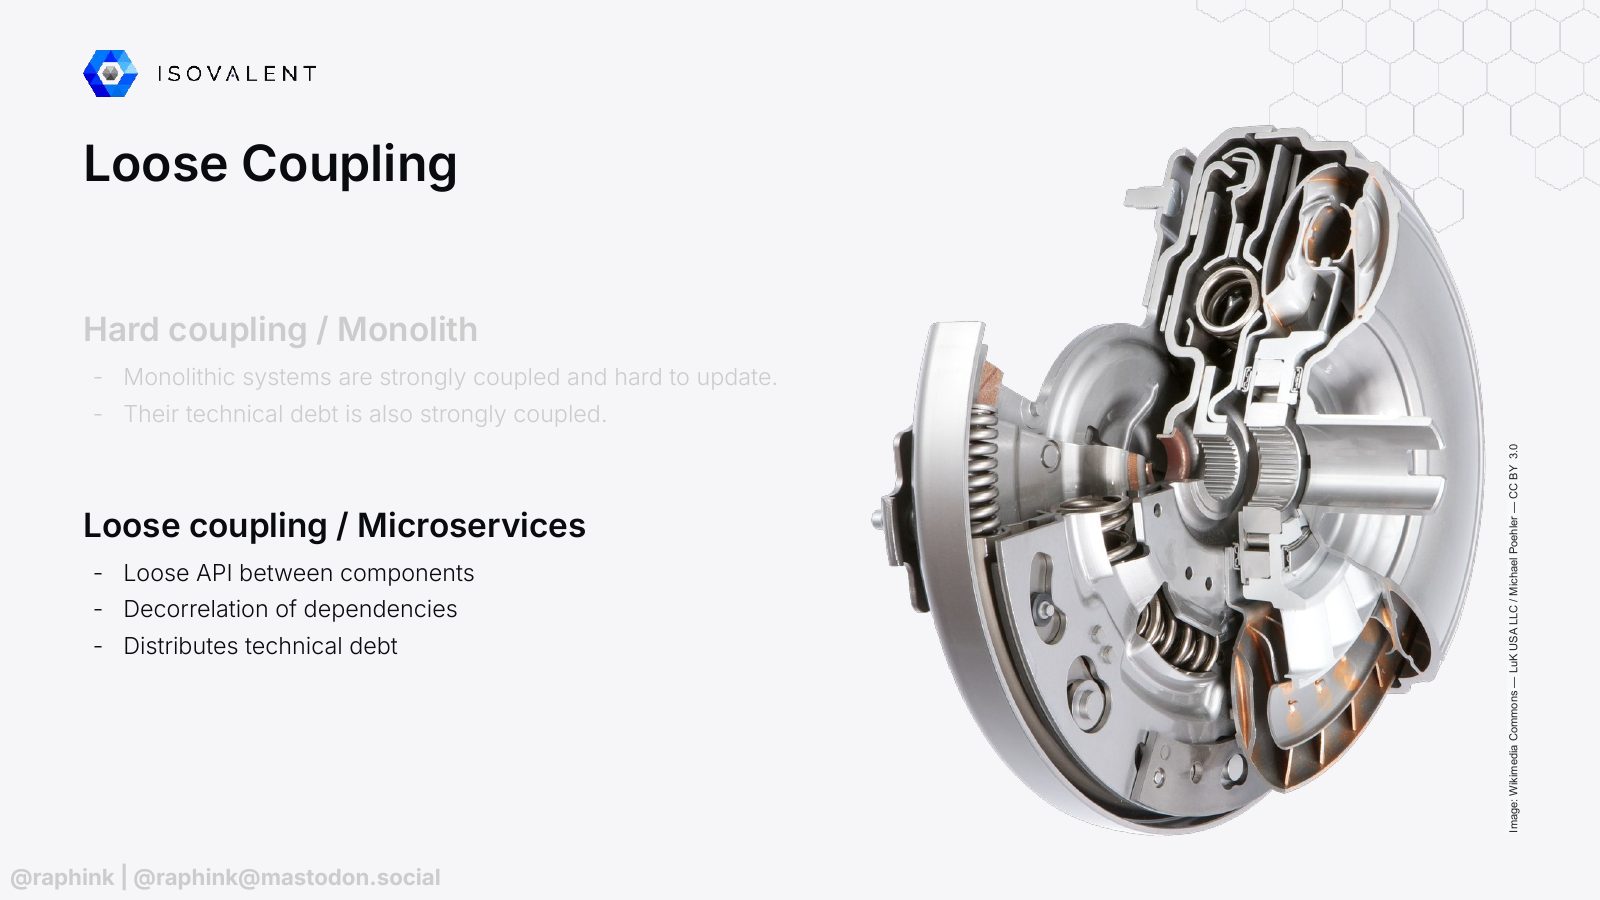 ISOVALENT
Loose Coupling
Hard coupling / Monolith
- Monolithic systems are strongly coupled and hard to update.
- Their technical debt is also strongly coupled.
Loose coupling / Microservices
- Loose API between components
- Decorrelation of dependencies
- Distributes technical debt
Image: Wikimedia Commons — LuK USA LLC / Michael Poehler — CC BY 3.0
@raphink | @raphink@mastodon.social